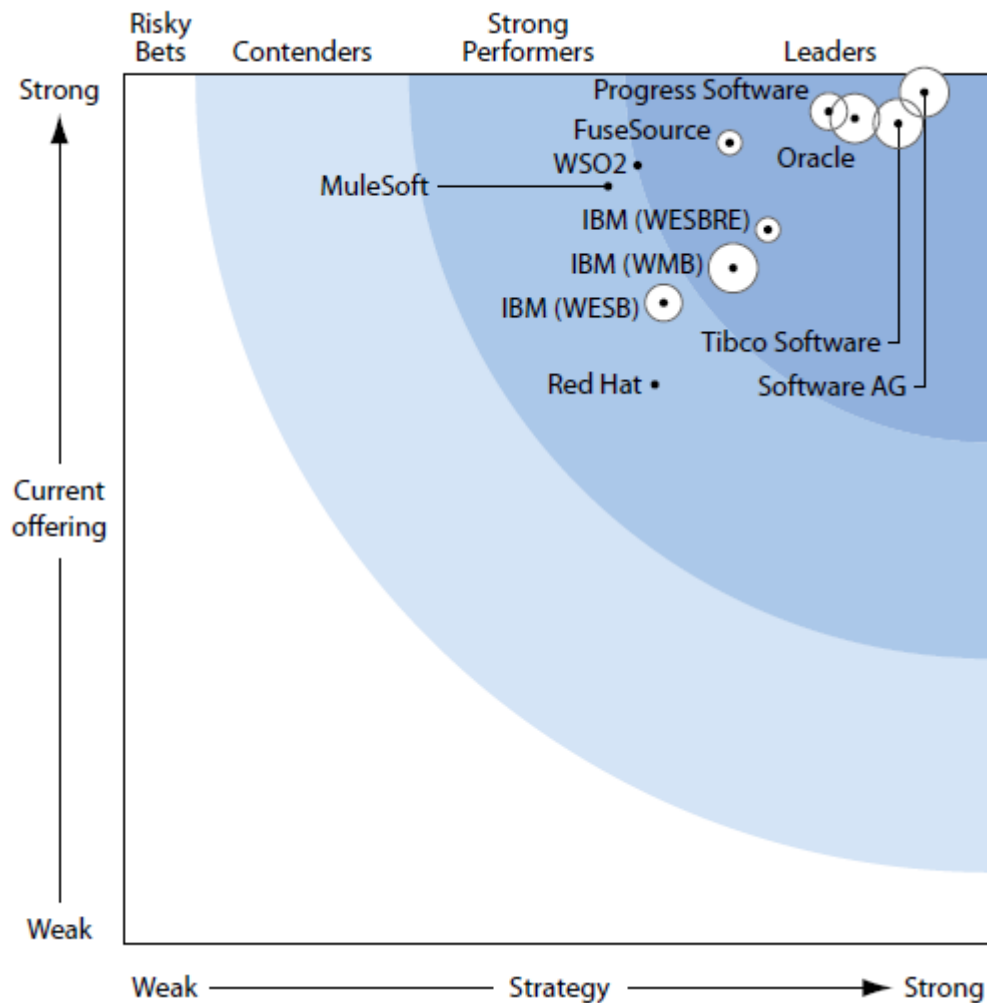 Risky
Bets
Contenders
Strong
Performers
Leaders
Strong
Progress Software
FuseSource
Oracle
WSO2
MuleSoft
IBM (WESBRE)
IBM (WMB)
IBM (WESB)
Tibco Software
Red Hat
Software AG
Current
offering
Weak
Weak
Strategy
Strong